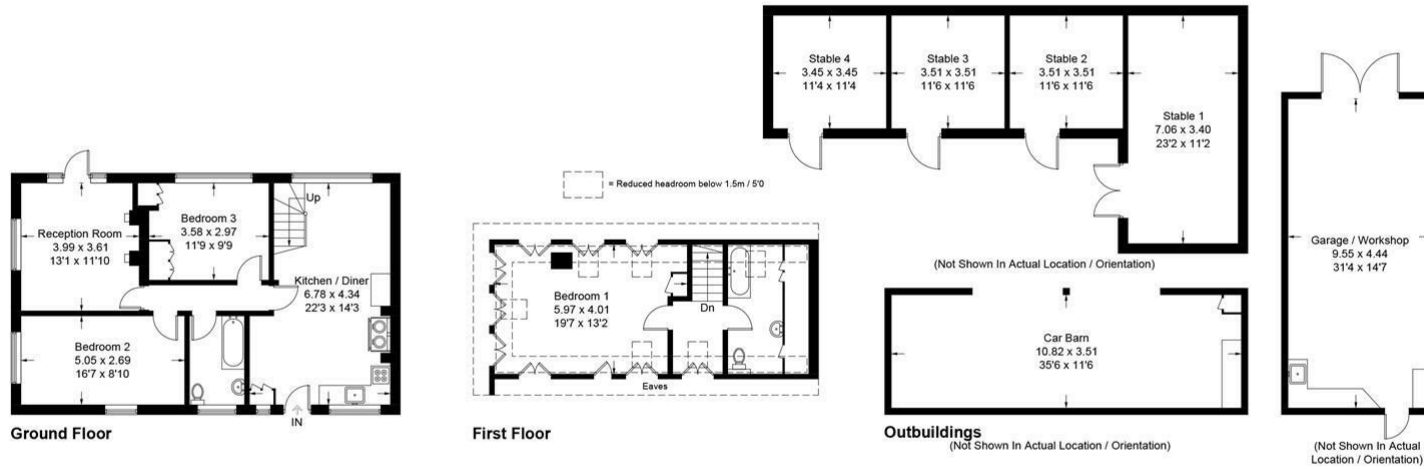 Reception Room
3.99 x 3.61
13'1 x 11'10
Bedroom 3
3.58 x 2.97
11'9 x 9'9
Up
Kitchen / Diner
6.78 x 4.34
22'3 x 14'3
Bedroom 2
5.05 x 2.69
16'7 x 8'10
IN
Ground Floor
= Reduced headroom below 1.5m / 5'0
Bedroom 1
5.97 x 4.01
19'7 x 13'2
Dn
Eaves
First Floor
Stable 4
3.45 x 3.45
11'4 x 11'4
Stable 3
3.51 x 3.51
11'6 x 11'6
Stable 2
3.51 x 3.51
11'6 x 11'6
Stable 1
7.06 x 3.40
23'2 x 11'2
(Not Shown In Actual Location / Orientation)
Car Barn
10.82 x 3.51
35'6 x 11'6
Outbuildings
(Not Shown In Actual Location / Orientation)
Garage / Workshop
9.55 x 4.44
31'4 x 14'7
(Not Shown In Actual
Location / Orientation)